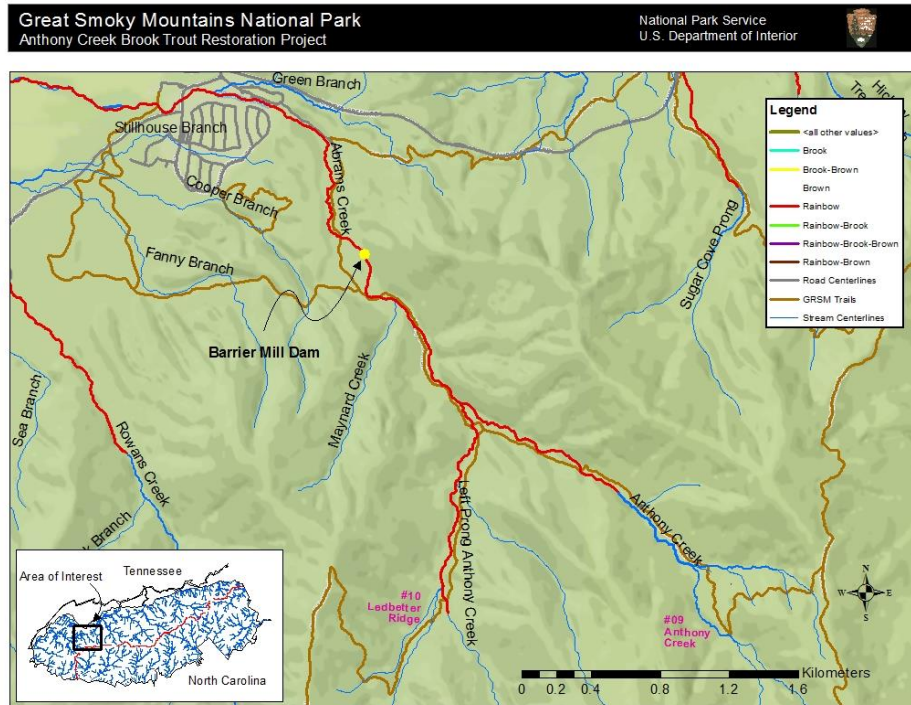 Great Smoky Mountains National Park
Anthony Creek Brook Trout Restoration Project
National Park Service
U.S. Department of Interior
Green Branch
Stillhouse Branch
Abrams Creek
Cooper Branch
Fanny Branch
Barrier Mill Dam
Maynard Creek
Sea Branch
Rowans Creek
Branch
Sugar Cove Prong
Left Prong Anthony Creek
Anthony Creek
#10
Ledbetter
Ridge
#09
Anthony
Creek
Legend
<all other values>
Brook
Brook-Brown
Brown
Rainbow
Rainbow-Brook
Rainbow-Brook-Brown
Rainbow-Brown
Road Centerlines
GRSM Trails
Stream Centerlines
N
W
E
S
Area of Interest
Tennessee
North Carolina
Kilometers
0 0.2 0.4 0.8 1.2 1.6